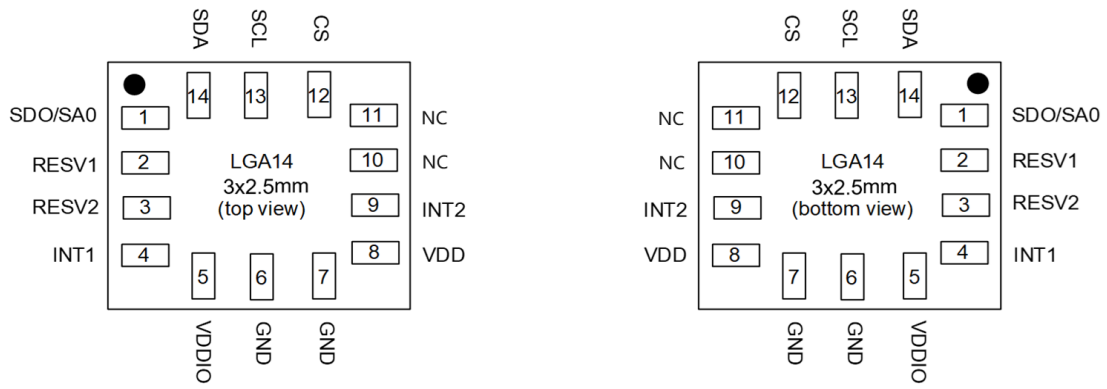 SDA SCL CS
14 13 12
SDO/SA0 1 11 NC
RESV1 2 10 NC
LGA14
3x2.5mm
(top view)
RESV2 3 9 INT2
INT1 4 8 VDD
5 6 7
VDDIO GND GND
CS SCL SDA
12 13 14
NC 11 1 SDO/SA0
NC 10 2 RESV1
LGA14
3x2.5mm
(bottom view)
INT2 9 3 RESV2
VDD 8 4 INT1
7 6 5
GND GND VDDIO